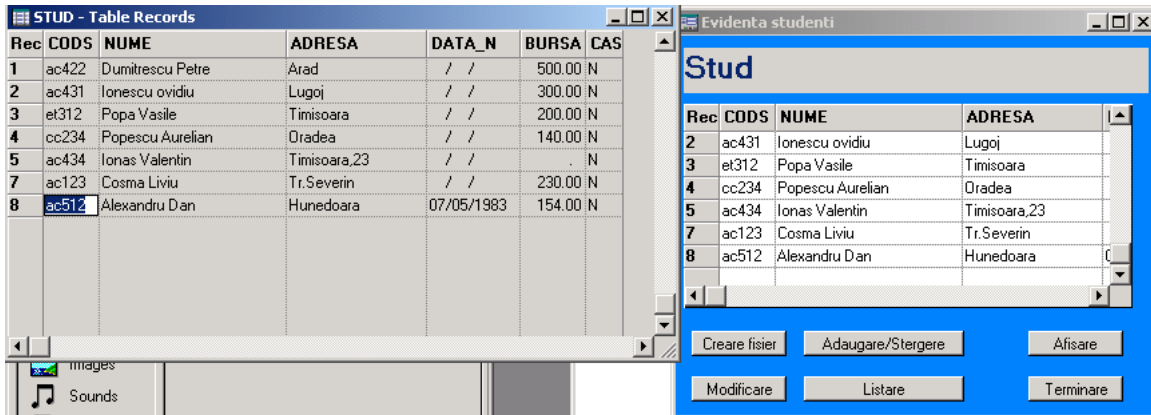 STUD - Table Records
Rec CODS NUME ADRESA DATA_N BURSA CAS
1 ac422 Dumitrescu Petre Arad / / 500.00 N
2 ac431 Ionescu ovidiu Lugoj / / 300.00 N
3 et312 Popa Vasile Timisoara / / 200.00 N
4 cc234 Popescu Aurelian Oradea / / 140.00 N
5 ac434 Ionas Valentin Timisoara,23 / / . N
7 ac123 Cosma Liviu Tr.Severin / / 230.00 N
8 ac512 Alexandru Dan Hunedoara 07/05/1983 154.00 N
Images
Sounds
Evidenta studenti
Stud
Rec CODS NUME ADRESA
2 ac431 Ionescu ovidiu Lugoj
3 et312 Popa Vasile Timisoara
4 cc234 Popescu Aurelian Oradea
5 ac434 Ionas Valentin Timisoara,23
7 ac123 Cosma Liviu Tr.Severin
8 ac512 Alexandru Dan Hunedoara
Creare fisier Adaugare/Stergere Afisare
Modificare Listare Terminare